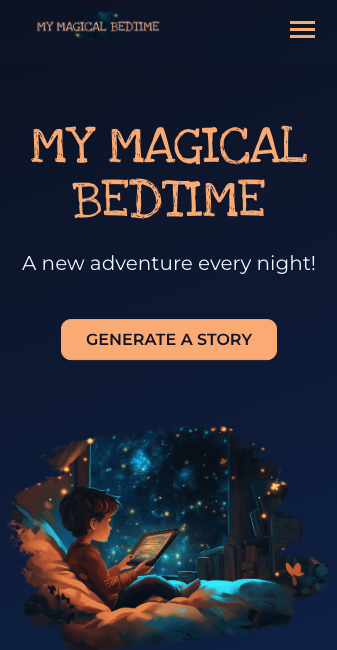 MY MAGICAL BEDTIME
MY MAGICAL
BEDTIME
A new adventure every night!
GENERATE A STORY